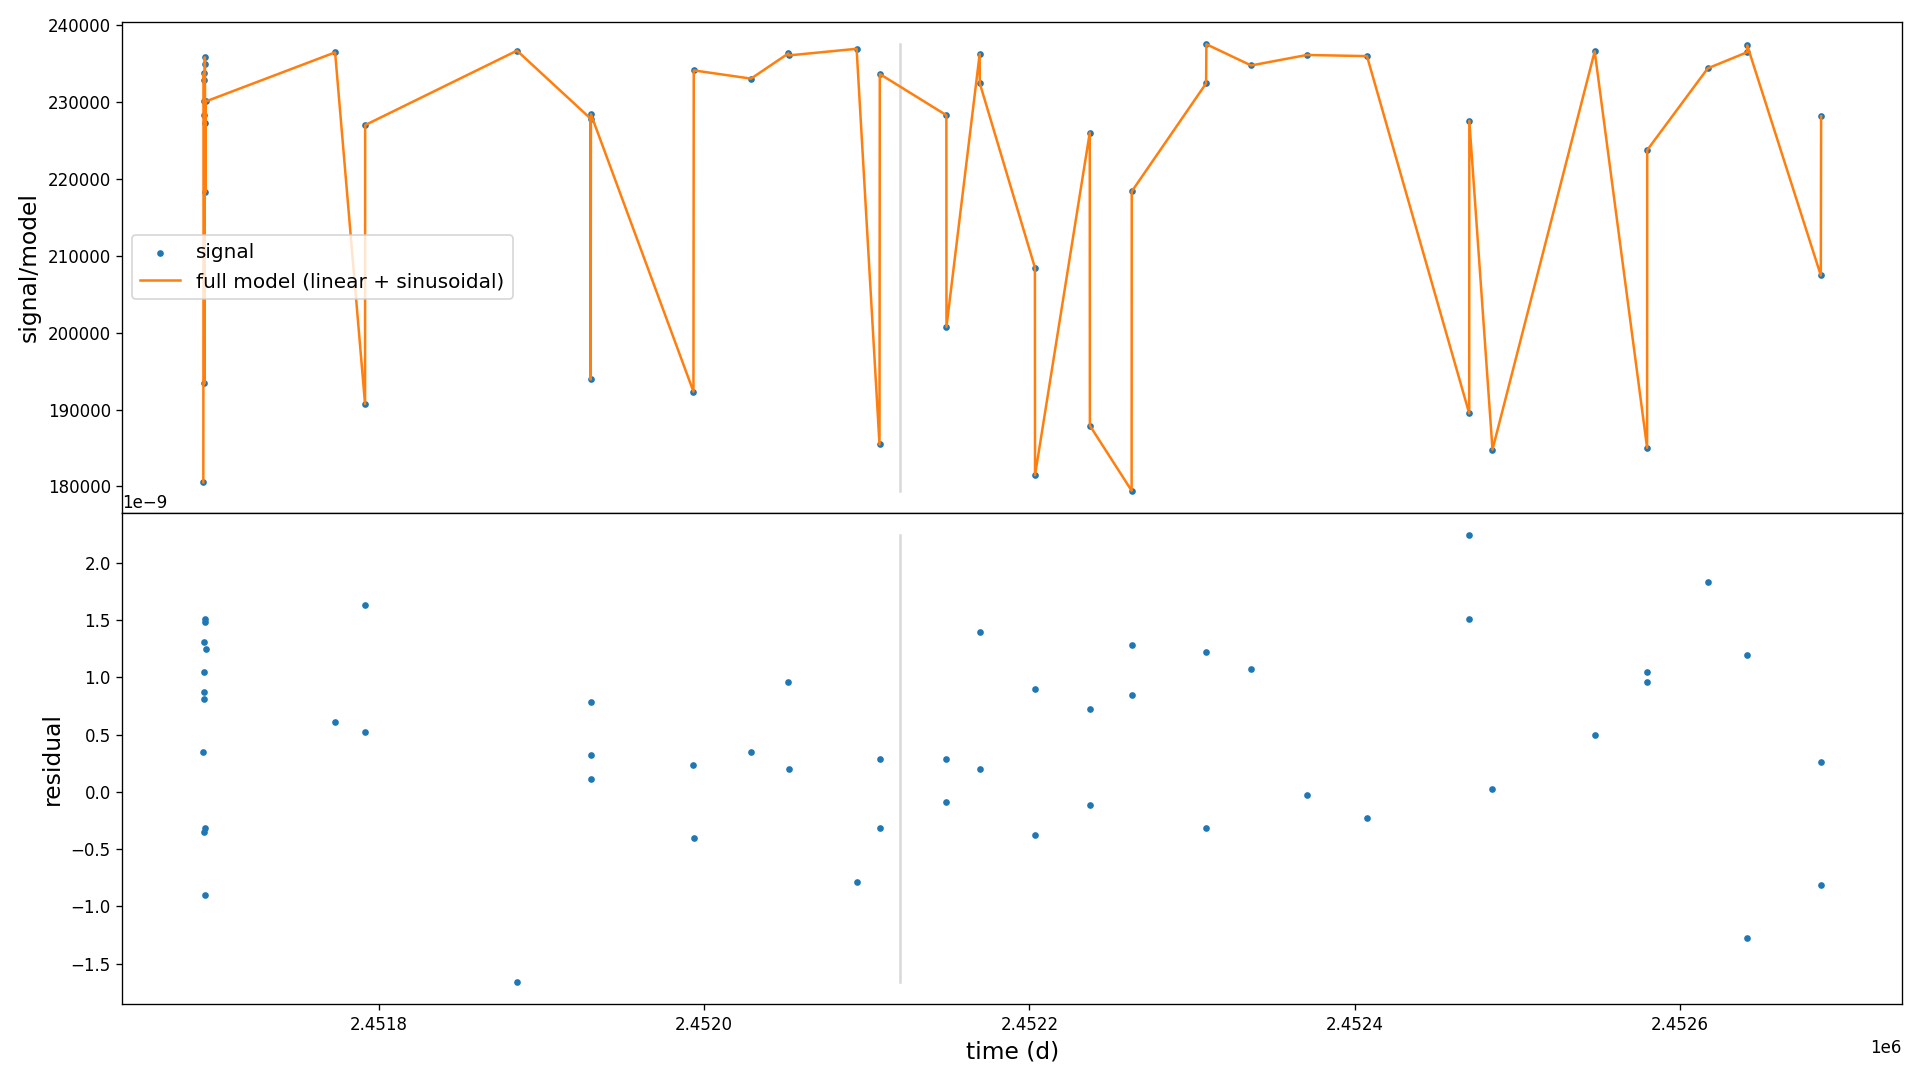 240000
230000
220000
210000
200000
190000
180000
signal/model
signal
full model (linear + sinusoidal)
1e−9
2.0
1.5
1.0
0.5
0.0
−0.5
−1.0
−1.5
residual
2.4518
2.4520
2.4522
2.4524
2.4526
time (d)
1e6